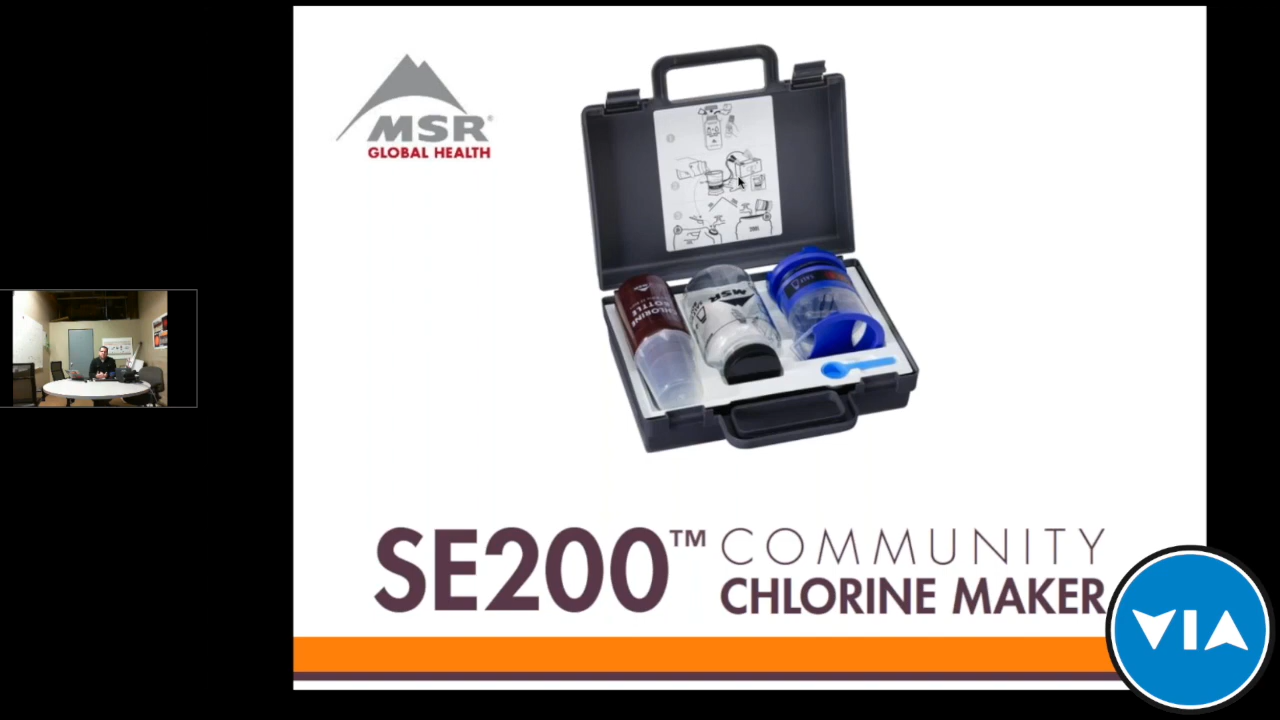 MSR®
GLOBAL HEALTH
CHLORINE
BOTTLE
MSR
SE200™ COMMUNITY
CHLORINE MAKER
VIA